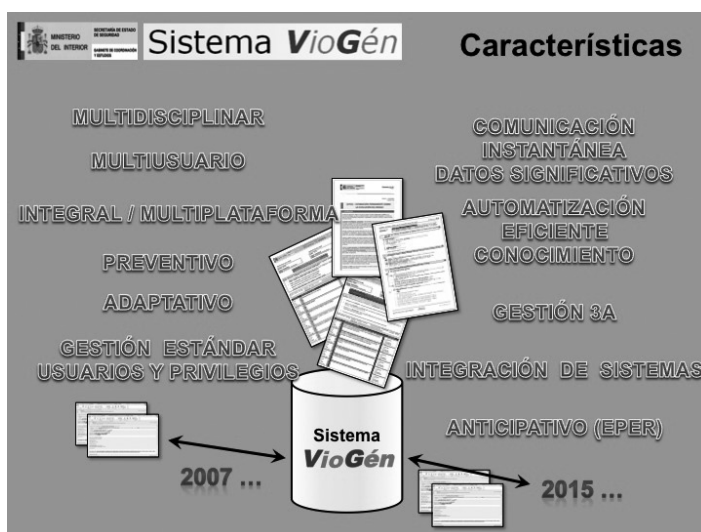 MINISTERIO
DEL INTERIOR
SECRETARÍA DE ESTADO
DE SEGURIDAD
GABINETE DE COORDINACIÓN
Y ESTUDIOS
Sistema VioGén
Características
MULTIDISCIPLINAR
MULTIUSUARIO
INTEGRAL / MULTIPLATAFORMA
PREVENTIVO
ADAPTATIVO
GESTIÓN ESTÁNDAR
USUARIOS Y PRIVILEGIOS
COMUNICACIÓN
INSTANTÁNEA
DATOS SIGNIFICATIVOS
AUTOMATIZACIÓN
EFICIENTE
CONOCIMIENTO
GESTIÓN 3A
INTEGRACIÓN DE SISTEMAS
ANTICIPATIVO (EPER)
Sistema
VioGén
2007 ...
2015 ...